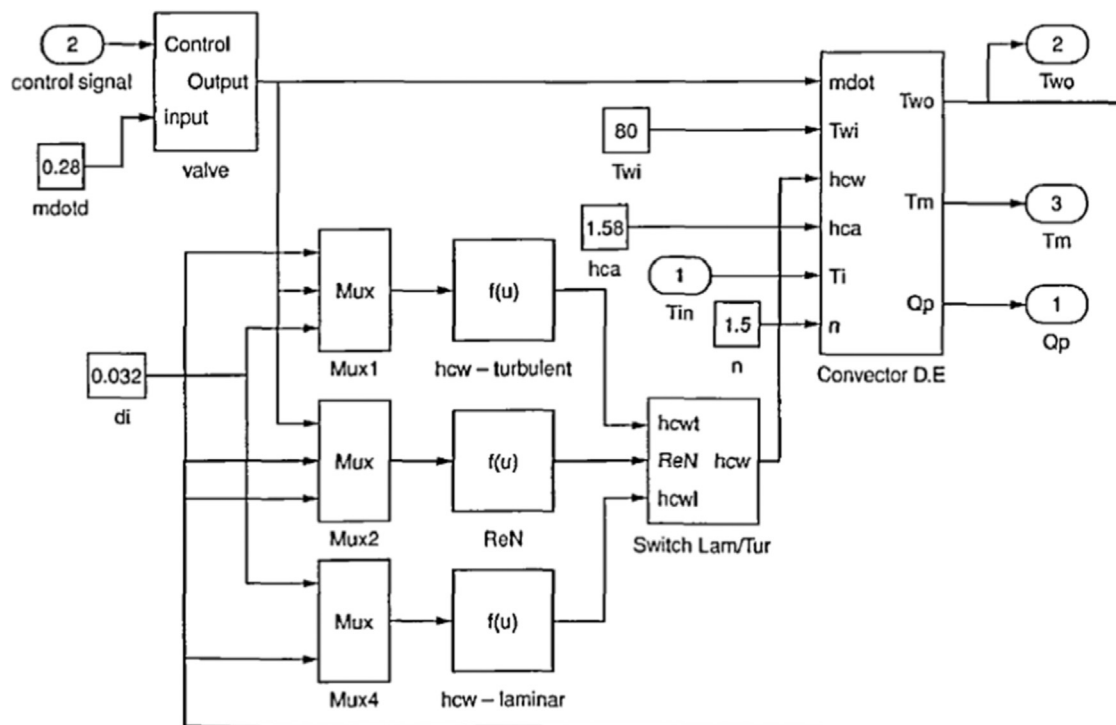 2
control signal
0.28
mdotd
Control
Output
input
valve
0.032
di
Mux
Mux1
f(u)
hcw – turbulent
Mux
Mux2
f(u)
ReN
Mux
Mux4
f(u)
hcw – laminar
80
Twi
1.58
hca
1
Tin
1.5
n
hcwt
ReN
hcw
hcwl
Switch Lam/Tur
mdot
Two
Twi
hcw
Tm
hca
Ti
Qp
n
Convector D.E
2
Two
3
Tm
1
Qp